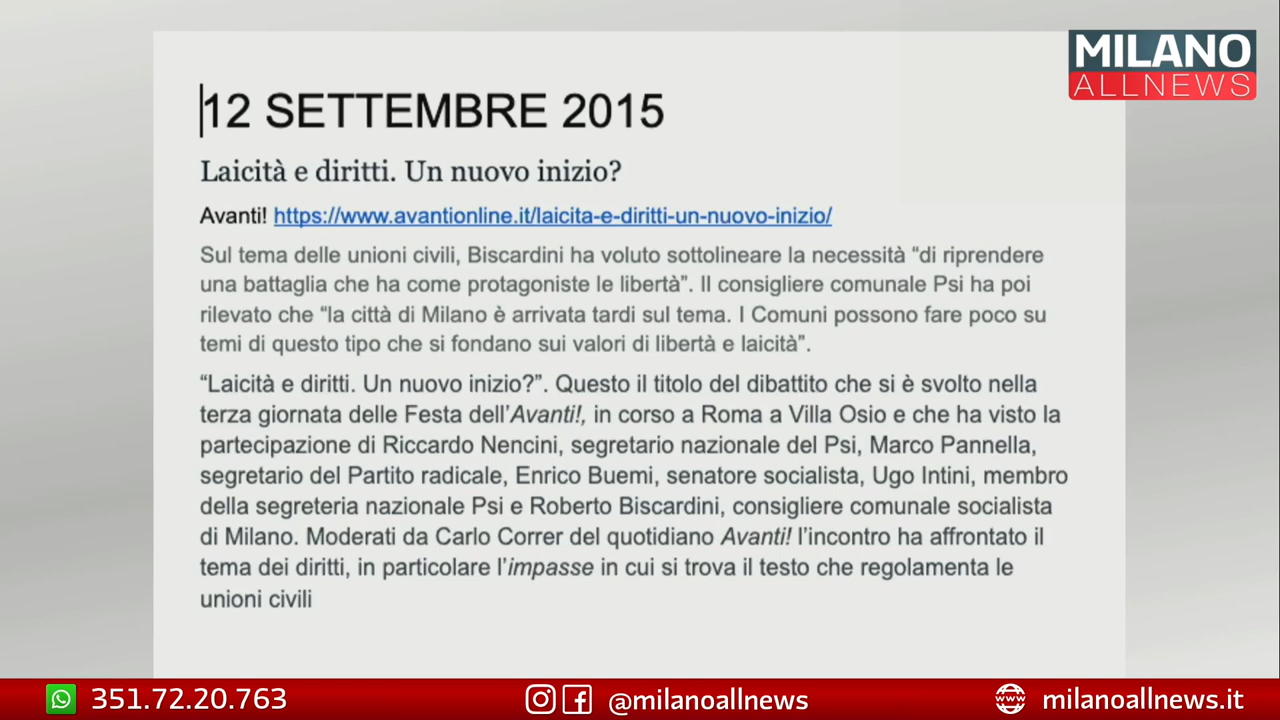 MILANO
ALLNEWS
12 SETTEMBRE 2015
Laicità e diritti. Un nuovo inizio?
Avanti! https://www.avantionline.it/laicita-e-diritti-un-nuovo-inizio/
Sul tema delle unioni civili, Biscardini ha voluto sottolineare la necessità “di riprendere
una battaglia che ha come protagoniste le libertà”. Il consigliere comunale Psi ha poi
rilevato che “la città di Milano è arrivata tardi sul tema. I Comuni possono fare poco su
temi di questo tipo che si fondano sui valori di libertà e laicità”.
“Laicità e diritti. Un nuovo inizio?”. Questo il titolo del dibattito che si è svolto nella
terza giornata delle Festa dell’Avanti!, in corso a Roma a Villa Osio e che ha visto la
partecipazione di Riccardo Nencini, segretario nazionale del Psi, Marco Pannella,
segretario del Partito radicale, Enrico Buemi, senatore socialista, Ugo Intini, membro
della segreteria nazionale Psi e Roberto Biscardini, consigliere comunale socialista
di Milano. Moderati da Carlo Correr del quotidiano Avanti! l’incontro ha affrontato il
tema dei diritti, in particolare l’impasse in cui si trova il testo che regolamenta le
unioni civili
351.72.20.763 @milanoallnews milanoallnews.it